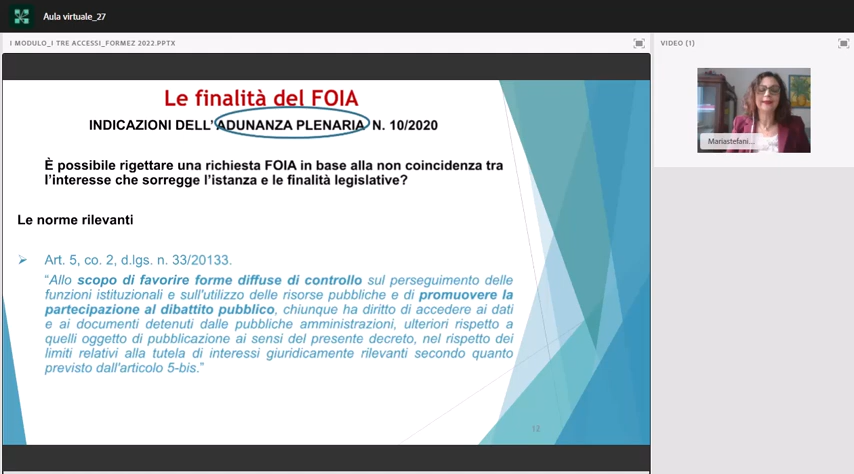 Aula virtuale_27
I MODULO_I TRE ACCESSI_FORMEZ 2022.PPTX
VIDEO (1)
Le finalità del FOIA
INDICAZIONI DELL'ADUNANZA PLENARIA N. 10/2020
È possibile rigettare una richiesta FOIA in base alla non coincidenza tra
l'interesse che sorregge l'istanza e le finalità legislative?
Le norme rilevanti
Art. 5, co. 2, d.lgs. n. 33/20133.
"Allo scopo di favorire forme diffuse di controllo sul perseguimento delle
funzioni istituzionali e sull'utilizzo delle risorse pubbliche e di promuovere la
partecipazione al dibattito pubblico, chiunque ha diritto di accedere ai dati
e ai documenti detenuti dalle pubbliche amministrazioni, ulteriori rispetto a
quelli oggetto di pubblicazione ai sensi del presente decreto, nel rispetto dei
limiti relativi alla tutela di interessi giuridicamente rilevanti secondo quanto
previsto dall'articolo 5-bis."
12
Mariastefani...